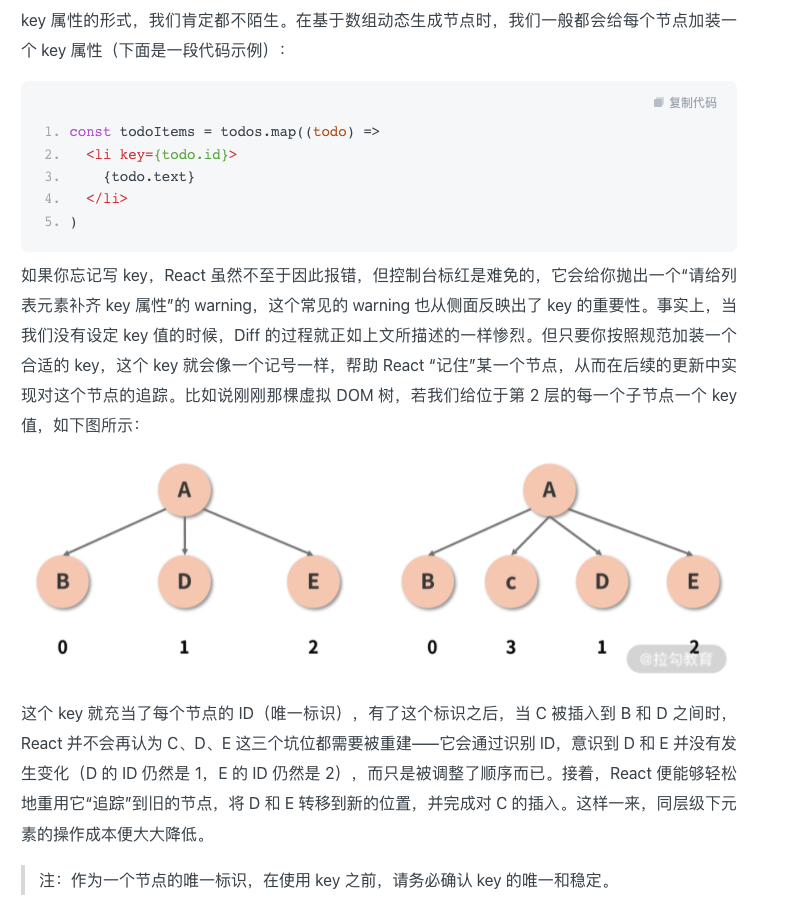 key 属性的形式，我们肯定都不陌生。在基于数组动态生成节点时，我们一般都会给每个节点加装一
个 key 属性（下面是一段代码示例）：
复制代码
1. const todoItems = todos.map((todo) =>
2.   <li key={todo.id}>
3.     {todo.text}
4.   </li>
5. )
如果你忘记写 key，React 虽然不至于因此报错，但控制台标红是难免的，它会给你抛出一个“请给列
表元素补齐 key 属性”的 warning，这个常见的 warning 也从侧面反映出了 key 的重要性。事实上，当
我们没有设定 key 值的时候，Diff 的过程就正如上文所描述的一样惨烈。但只要你按照规范加装一个
合适的 key，这个 key 就会像一个记号一样，帮助 React “记住”某一个节点，从而在后续的更新中实
现对这个节点的追踪。比如说刚刚那棵虚拟 DOM 树，若我们给位于第 2 层的每一个子节点一个 key
值，如下图所示：
A A
B D E B c D E
0 1 2 0 3 1 2
@拉勾教育
这个 key 就充当了每个节点的 ID（唯一标识），有了这个标识之后，当 C 被插入到 B 和 D 之间时，
React 并不会再认为 C、D、E 这三个坑位都需要被重建——它会通过识别 ID，意识到 D 和 E 并没有发
生变化（D 的 ID 仍然是 1，E 的 ID 仍然是 2），而只是被调整了顺序而已。接着，React 便能够轻松
地重用它“追踪”到旧的节点，将 D 和 E 转移到新的位置，并完成对 C 的插入。这样一来，同层级下元
素的操作成本便大大降低。
注：作为一个节点的唯一标识，在使用 key 之前，请务必确认 key 的唯一和稳定。